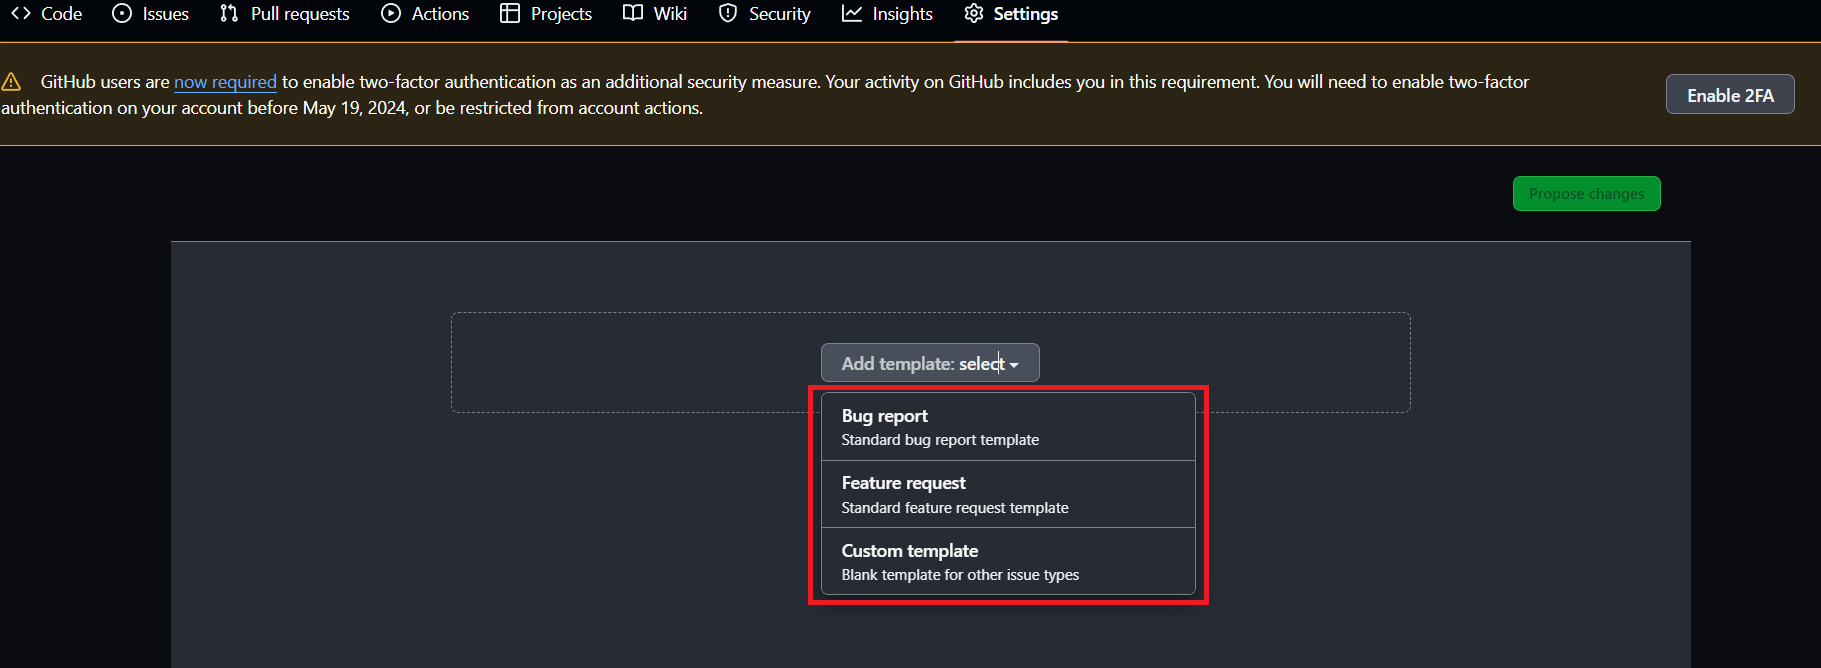 Code Issues Pull requests Actions Projects Wiki Security Insights Settings
GitHub users are now required to enable two-factor authentication as an additional security measure. Your activity on GitHub includes you in this requirement. You will need to enable two-factor
authentication on your account before May 19, 2024, or be restricted from account actions.
Enable 2FA
Propose changes
Add template: select
Bug report
Standard bug report template
Feature request
Standard feature request template
Custom template
Blank template for other issue types